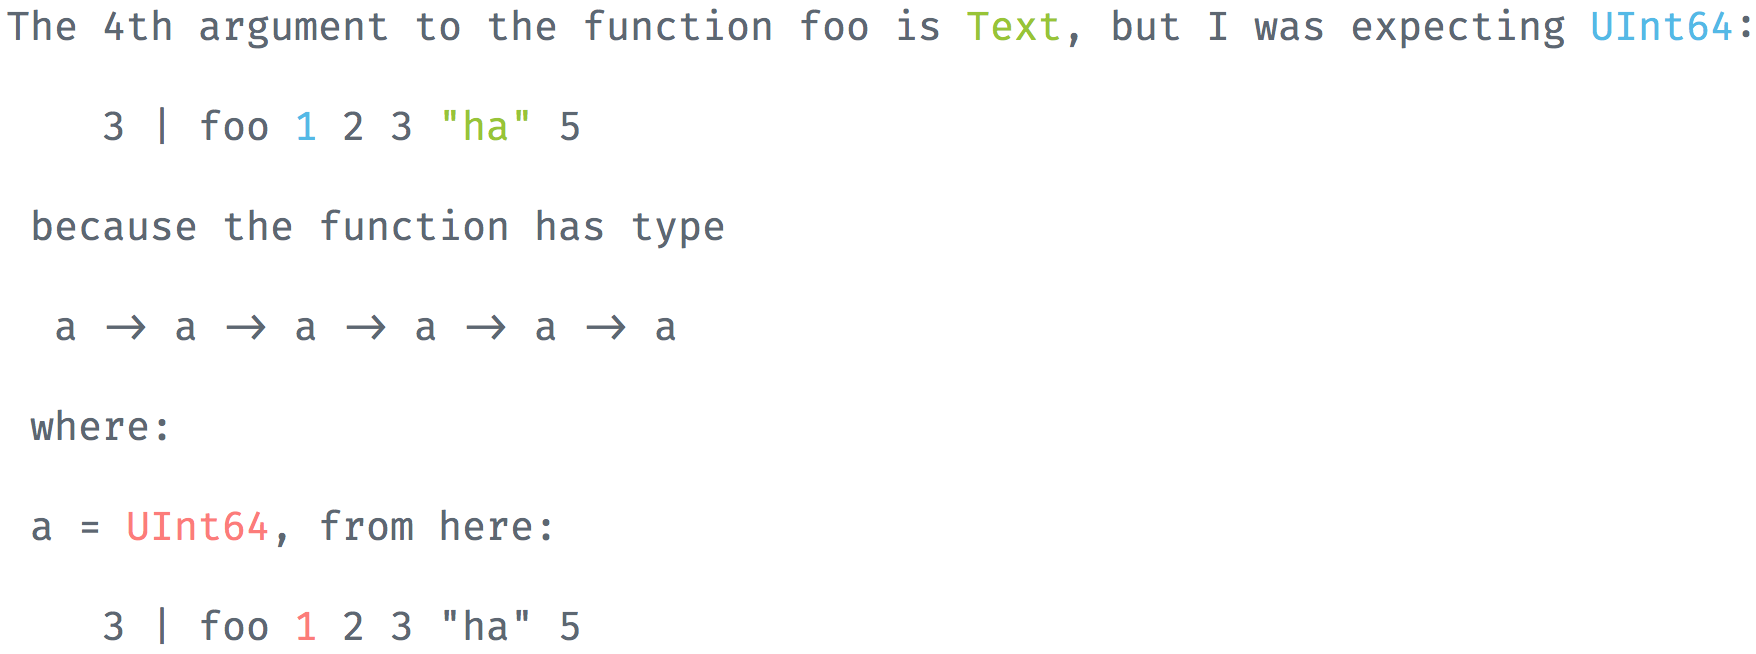 The 4th argument to the function foo is Text, but I was expecting UInt64:
3 | foo 1 2 3 "ha" 5
because the function has type
a → a → a → a → a → a
where:
a = UInt64, from here:
3 | foo 1 2 3 "ha" 5